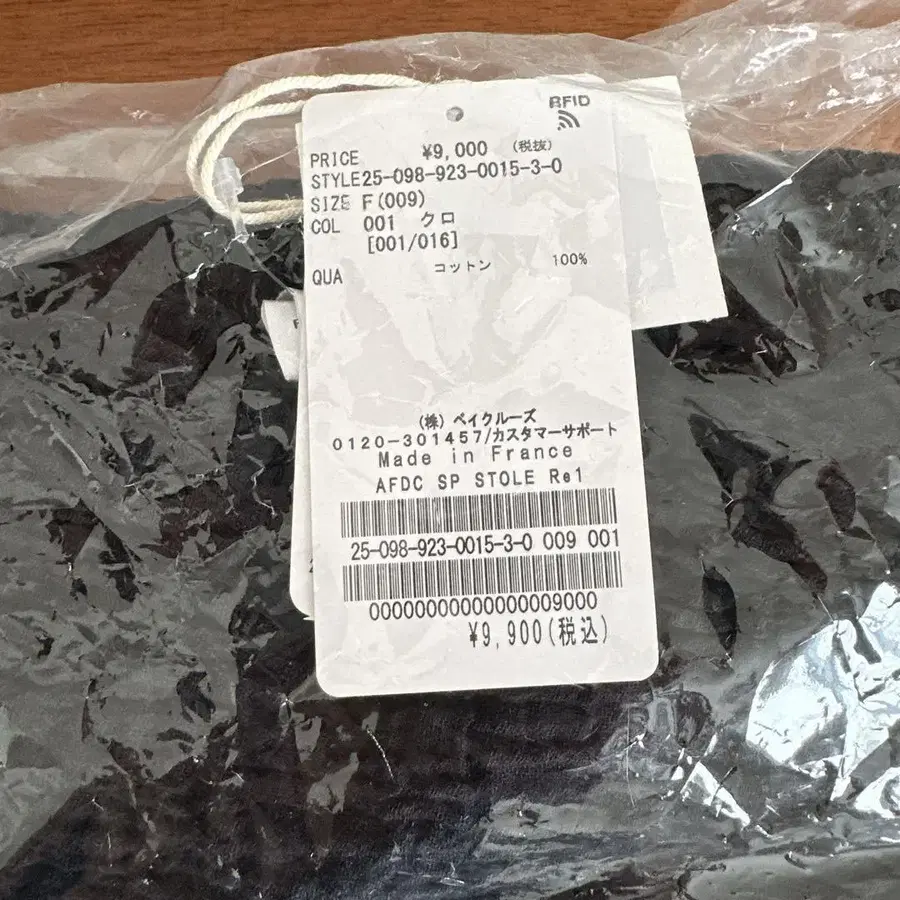 RFID
PRICE ¥9,000 (税抜)
STYLE25-098-923-0015-3-0
SIZE F(009)
COL 001 クロ
[001/016]
QUA コットン 100%
(株) ベイクルーズ
0120-301457/カスタマーサポート
Made in France
AFDC SP STOLE Re1
25-098-923-0015-3-0 009 001
00000000000000009000
¥9,900(税込)